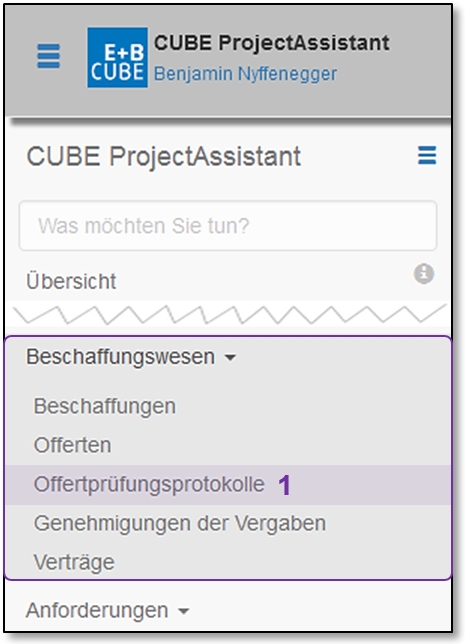 E+B
CUBE
CUBE ProjectAssistant
Benjamin Nyffenegger
CUBE ProjectAssistant
Was möchten Sie tun?
Übersicht
Beschaffungswesen
Beschaffungen
Offerten
Offertprüfungsprotokolle 1
Genehmigungen der Vergaben
Verträge
Anforderungen